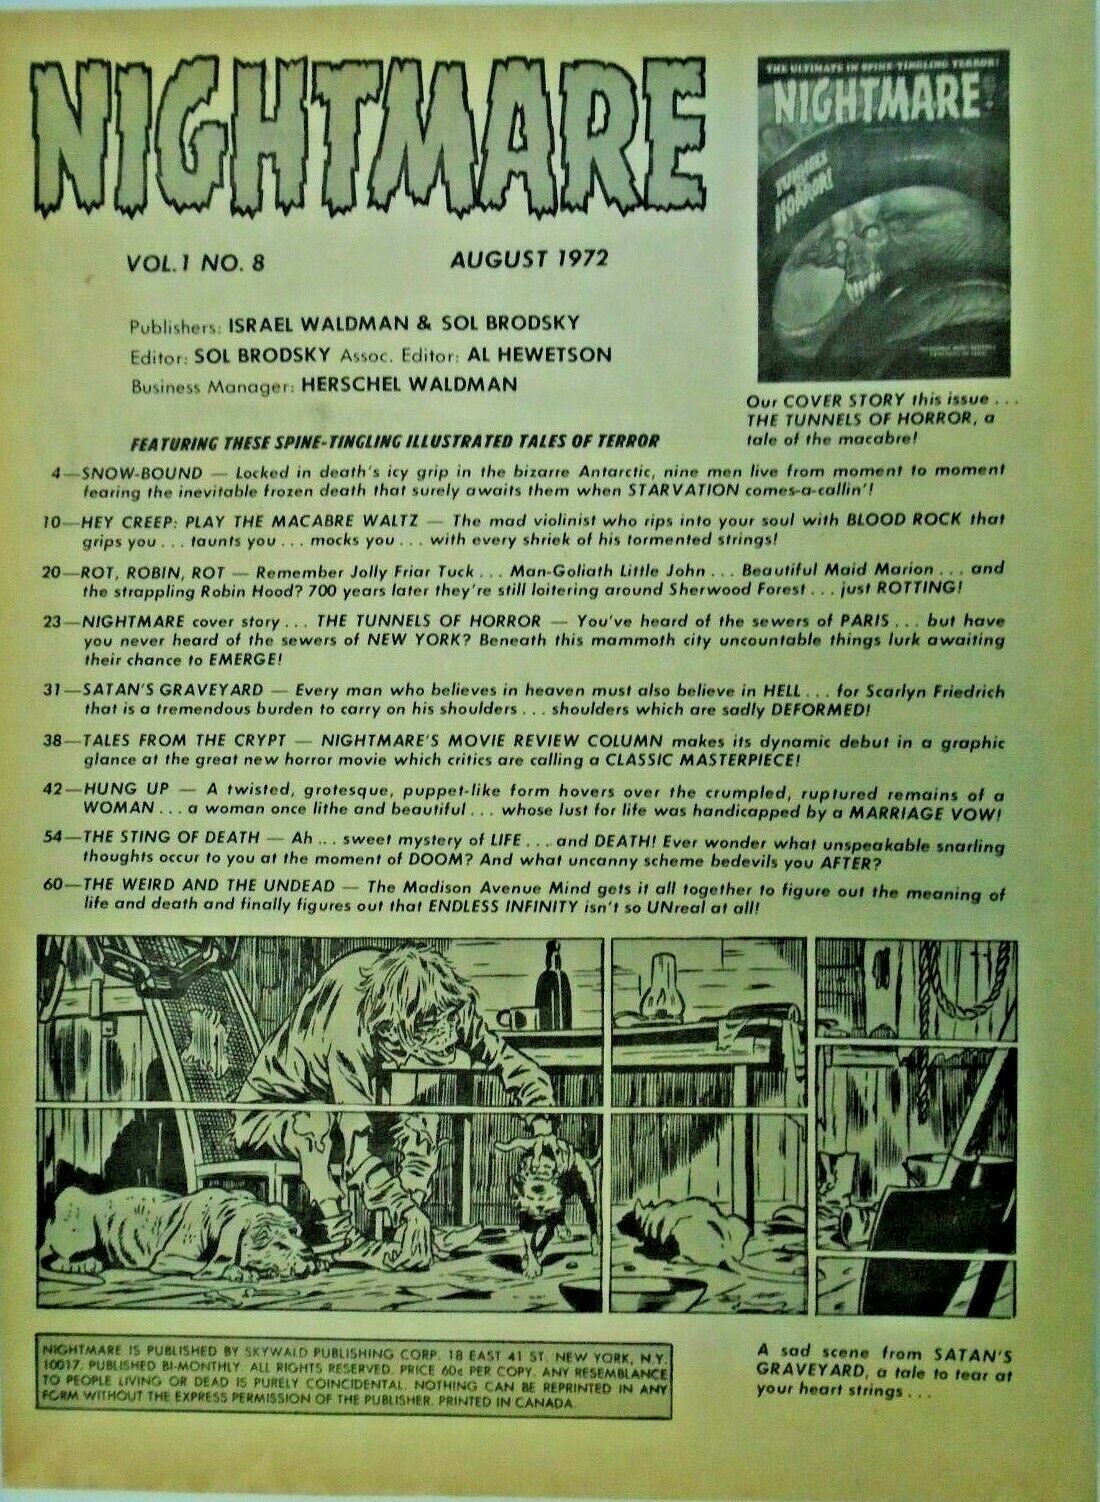 NIGHTMARE
VOL.1 NO. 8 AUGUST 1972
Publishers: ISRAEL WALDMAN & SOL BRODSKY
Editor: SOL BRODSKY Assoc. Editor: AL HEWETSON
Business Manager: HERSCHEL WALDMAN
THE ULTIMATE IN SPINE-TINGLING TERROR!
NIGHTMARE
TUNNELS
OF
HORROR!
Our COVER STORY this issue . . .
THE TUNNELS OF HORROR, a
tale of the macabre!
FEATURING THESE SPINE-TINGLING ILLUSTRATED TALES OF TERROR
4—SNOW-BOUND — Locked in death's icy grip in the bizarre Antarctic, nine men live from moment to moment
fearing the inevitable frozen death that surely awaits them when STARVATION comes-a-callin'!
10—HEY CREEP: PLAY THE MACABRE WALTZ — The mad violinist who rips into your soul with BLOOD ROCK that
grips you . . . taunts you . . . mocks you . . . with every shriek of his tormented strings!
20—ROT, ROBIN, ROT — Remember Jolly Friar Tuck . . . Man-Goliath Little John . . . Beautiful Maid Marion . . . and
the strappling Robin Hood? 700 years later they're still loitering around Sherwood Forest . . . just ROTTING!
23—NIGHTMARE cover story . . . THE TUNNELS OF HORROR — You've heard of the sewers of PARIS . . . but have
you never heard of the sewers of NEW YORK? Beneath this mammoth city uncountable things lurk awaiting
their chance to EMERGE!
31—SATAN'S GRAVEYARD — Every man who believes in heaven must also believe in HELL . . . for Scarlyn Friedrich
that is a tremendous burden to carry on his shoulders . . . shoulders which are sadly DEFORMED!
38—TALES FROM THE CRYPT — NIGHTMARE'S MOVIE REVIEW COLUMN makes its dynamic debut in a graphic
glance at the great new horror movie which critics are calling a CLASSIC MASTERPIECE!
42—HUNG UP — A twisted, grotesque, puppet-like form hovers over the crumpled, ruptured remains of a
WOMAN . . . a woman once lithe and beautiful . . . whose lust for life was handicapped by a MARRIAGE VOW!
54—THE STING OF DEATH — Ah ... sweet mystery of LIFE . . . and DEATH! Ever wonder what unspeakable snarling
thoughts occur to you at the moment of DOOM? And what uncanny scheme bedevils you AFTER?
60—THE WEIRD AND THE UNDEAD — The Madison Avenue Mind gets it all together to figure out the meaning of
life and death and finally figures out that ENDLESS INFINITY isn't so UNreal at all!
NIGHTMARE IS PUBLISHED BY SKYWALD PUBLISHING CORP. 18 EAST 41 ST. NEW YORK, N.Y.
10017. PUBLISHED BI-MONTHLY. ALL RIGHTS RESERVED. PRICE 60¢ PER COPY. ANY RESEMBLANCE
TO PEOPLE LIVING OR DEAD IS PURELY COINCIDENTAL. NOTHING CAN BE REPRINTED IN ANY
FORM WITHOUT THE EXPRESS PERMISSION OF THE PUBLISHER. PRINTED IN CANADA.
A sad scene from SATAN'S
GRAVEYARD, a tale to tear at
your heart strings . . .